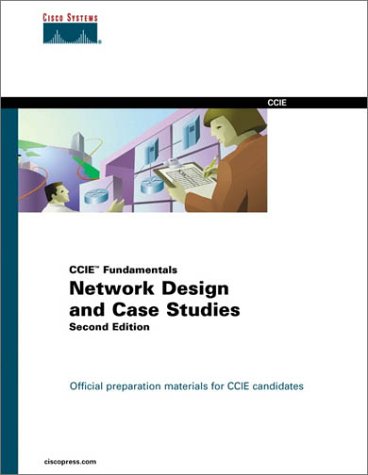 CISCO SYSTEMS
CCIE
CCIE™ Fundamentals
Network Design
and Case Studies
Second Edition
Official preparation materials for CCIE candidates
ciscopress.com